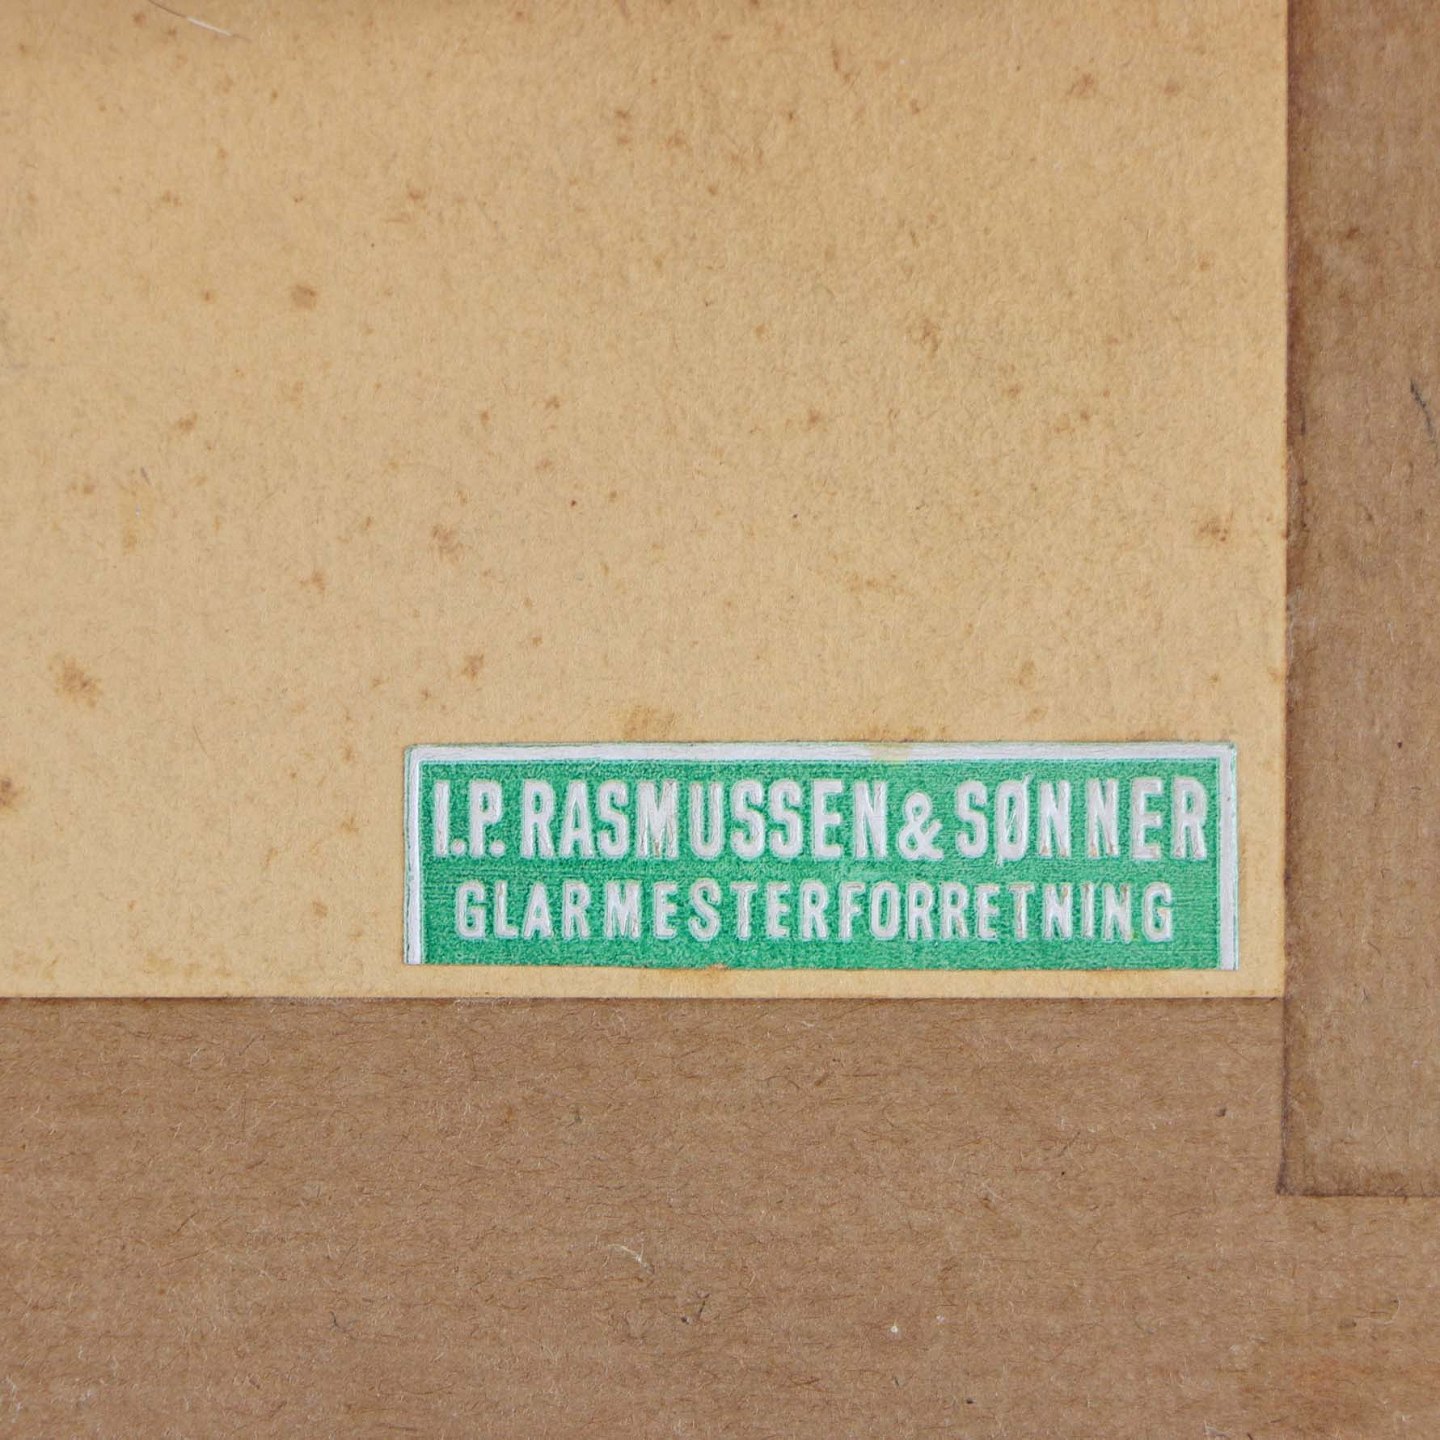 I.P. RASMUSSEN & SØNNER
GLARMESTERFORRETNING